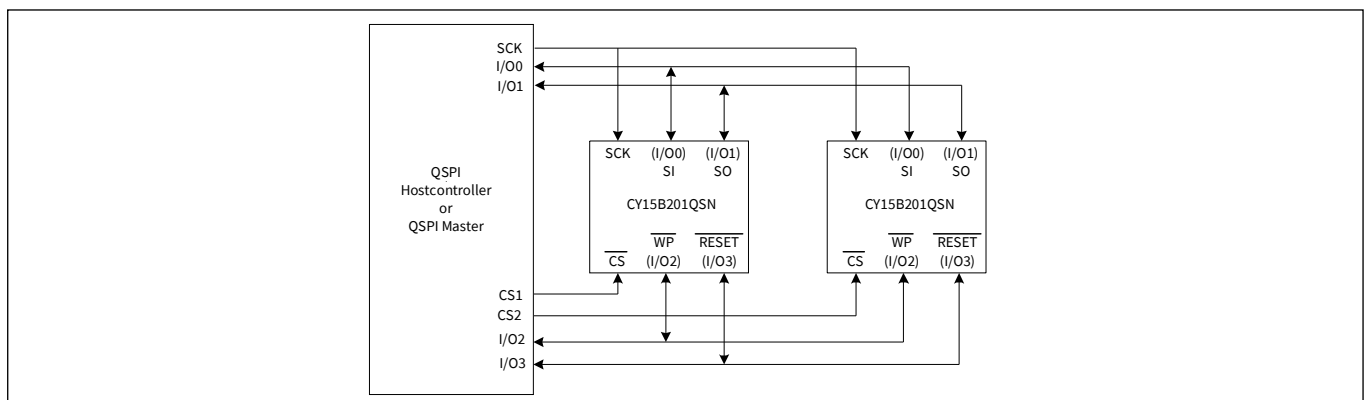 SCK
I/O0
I/O1
SCK
(I/O0)
(I/O1)
SI
SO
SCK
(I/O0)
(I/O1)
SI
SO
QSPI
Hostcontroller
or
QSPI Master
CY15B201QSN
CY15B201QSN
WP
RESET
CS
(I/O2)
(I/O3)
WP
RESET
CS
(I/O2)
(I/O3)
CS1
CS2
I/O2
I/O3